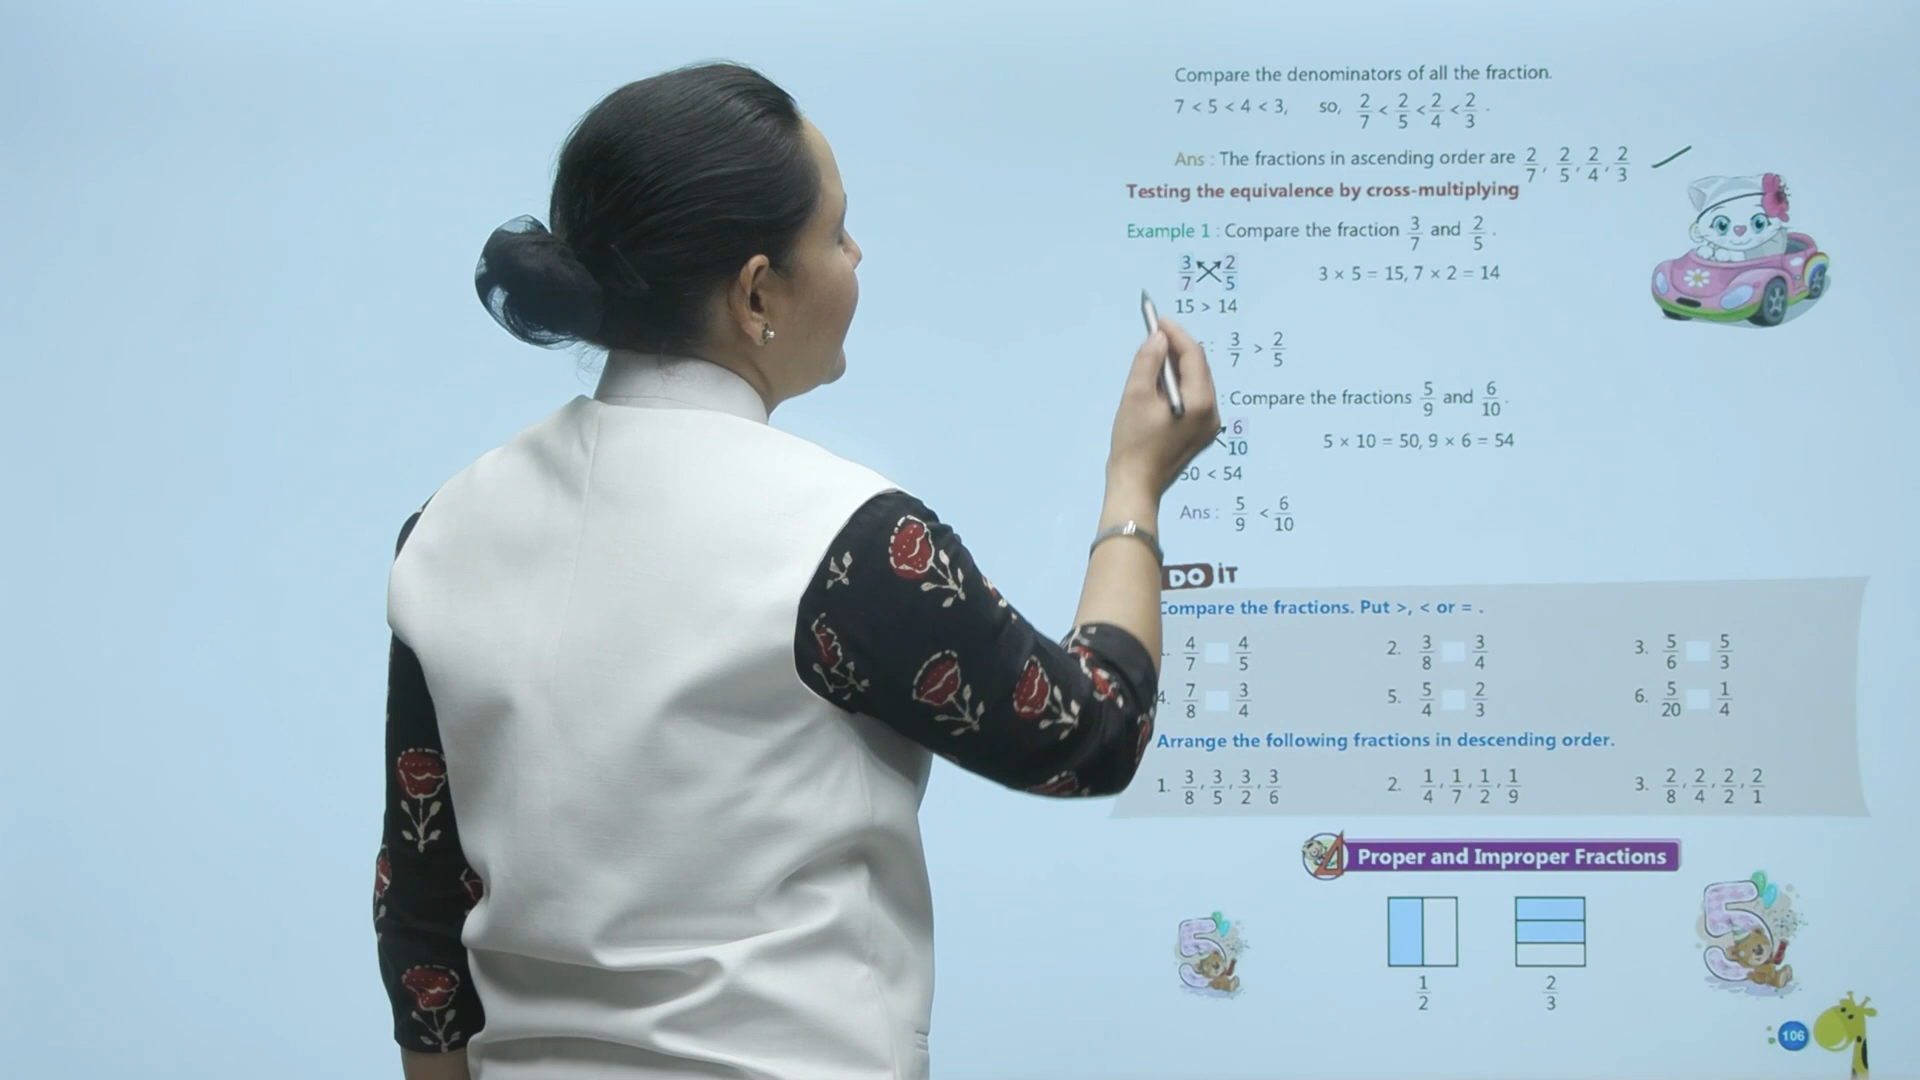 Compare the denominators of all the fraction.
7 < 5 < 4 < 3, so, 2/7 < 2/5 < 2/4 < 2/3 .
Ans : The fractions in ascending order are 2/7, 2/5, 2/4, 2/3
Testing the equivalence by cross-multiplying
Example 1 : Compare the fraction 3/7 and 2/5 .
3/7 2/5 3 × 5 = 15, 7 × 2 = 14
15 > 14
: 3/7 > 2/5
: Compare the fractions 5/9 and 6/10 .
6/10 5 × 10 = 50, 9 × 6 = 54
50 < 54
Ans : 5/9 < 6/10
DO iT
Compare the fractions. Put >, < or = .
4/7 4/5 2. 3/8 3/4 3. 5/6 5/3
4. 7/8 3/4 5. 5/4 2/3 6. 5/20 1/4
Arrange the following fractions in descending order.
1. 3/8, 3/5, 3/2, 3/6 2. 1/4, 1/7, 1/2, 1/9 3. 2/8, 2/4, 2/2, 2/1
Proper and Improper Fractions
5 5
1/2 2/3
106